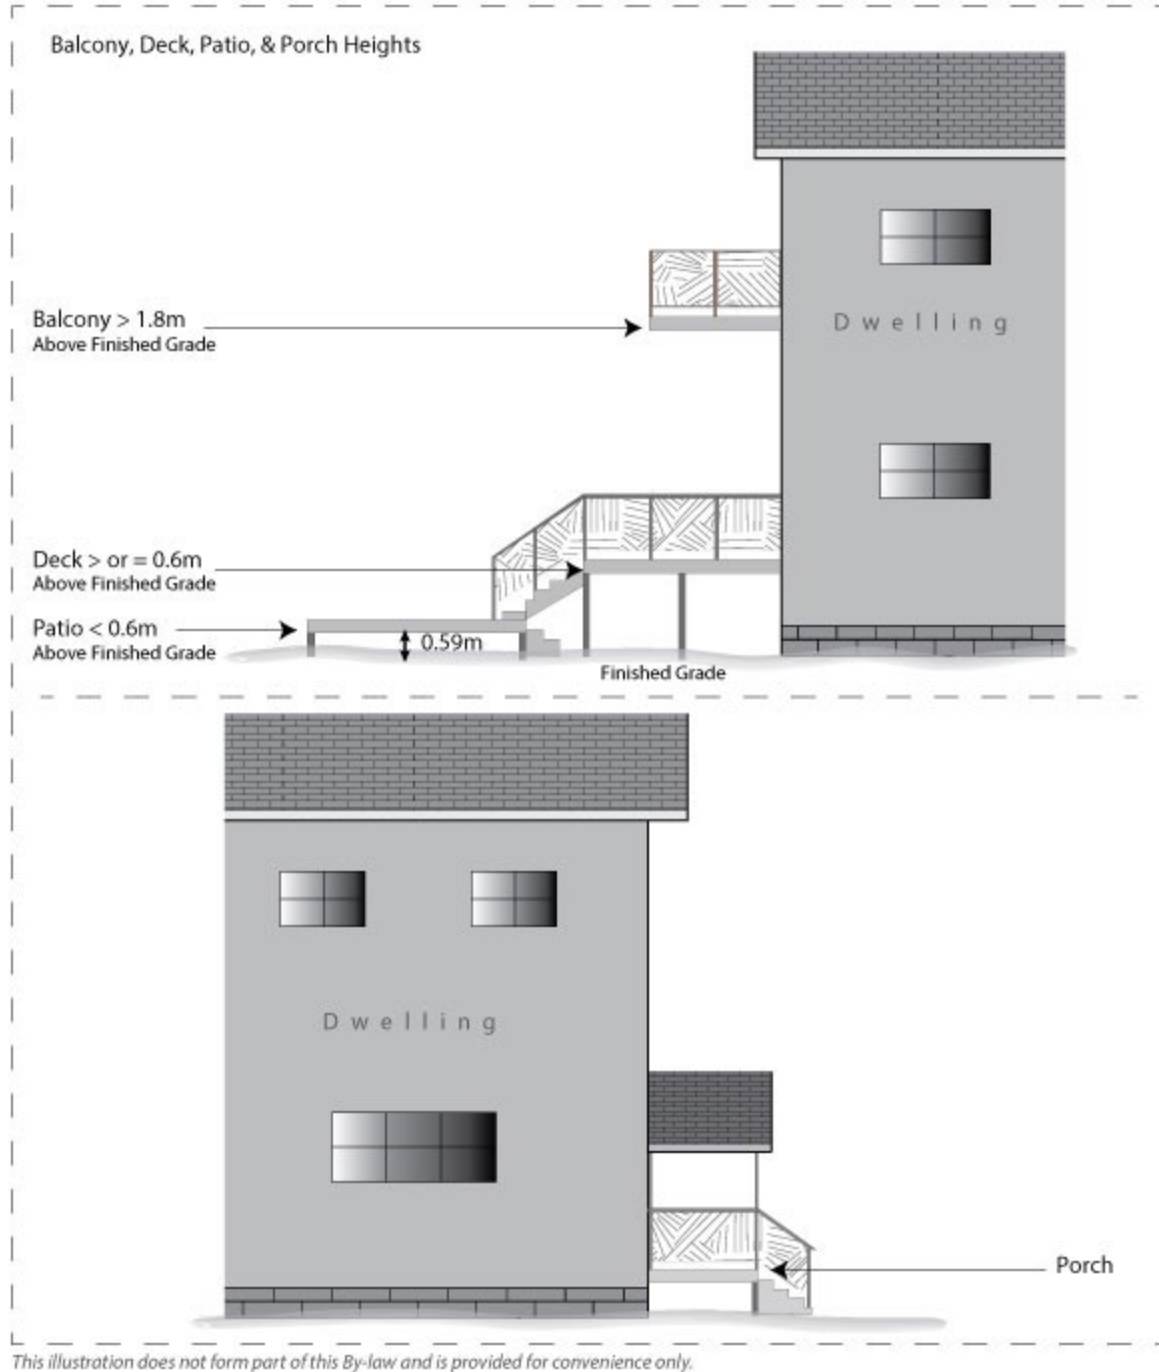 Balcony, Deck, Patio, & Porch Heights
Balcony > 1.8m
Above Finished Grade
Dwelling
Deck > or = 0.6m
Above Finished Grade
Patio < 0.6m
Above Finished Grade
0.59m
Finished Grade
Dwelling
Porch
This illustration does not form part of this By-law and is provided for convenience only.